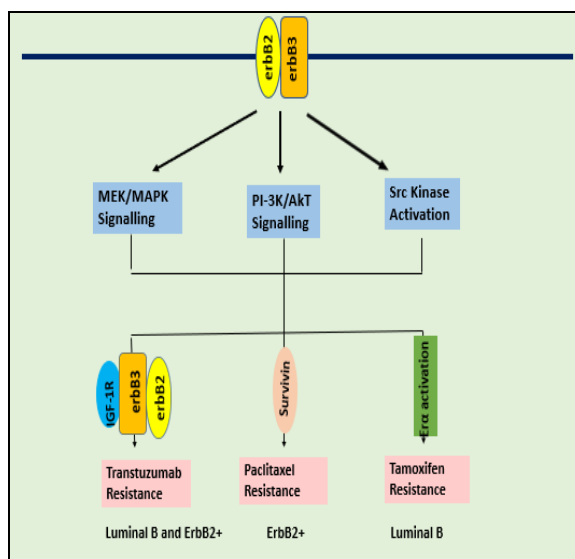 erbB2
erbB3
MEK/MAPK
Signalling
PI-3K/AkT
Signalling
Src Kinase
Activation
IGF-1R
erbB3
erbB2
Survivin
Erα activation
Transtuzumab
Resistance
Paclitaxel
Resistance
Tamoxifen
Resistance
Luminal B and ErbB2+
ErbB2+
Luminal B